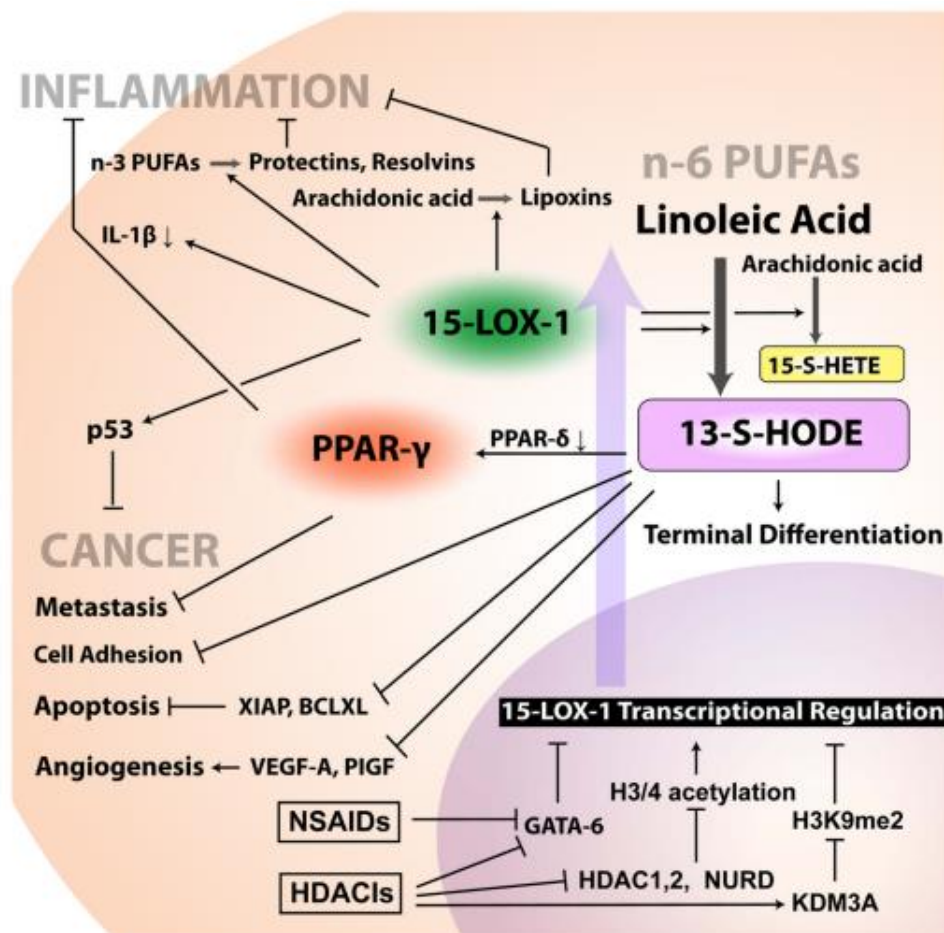 INFLAMMATION
n-3 PUFAs
Protectins, Resolvins
Arachidonic acid
Lipoxins
IL-1β ↓
n-6 PUFAs
Linoleic Acid
Arachidonic acid
15-LOX-1
15-S-HETE
p53
PPAR-γ
PPAR-δ ↓
13-S-HODE
Terminal Differentiation
CANCER
Metastasis
Cell Adhesion
Apoptosis
XIAP, BCLXL
15-LOX-1 Transcriptional Regulation
Angiogenesis
VEGF-A, PIGF
H3/4 acetylation
NSAIDs
GATA-6
H3K9me2
HDACIs
HDAC1,2, NURD
KDM3A